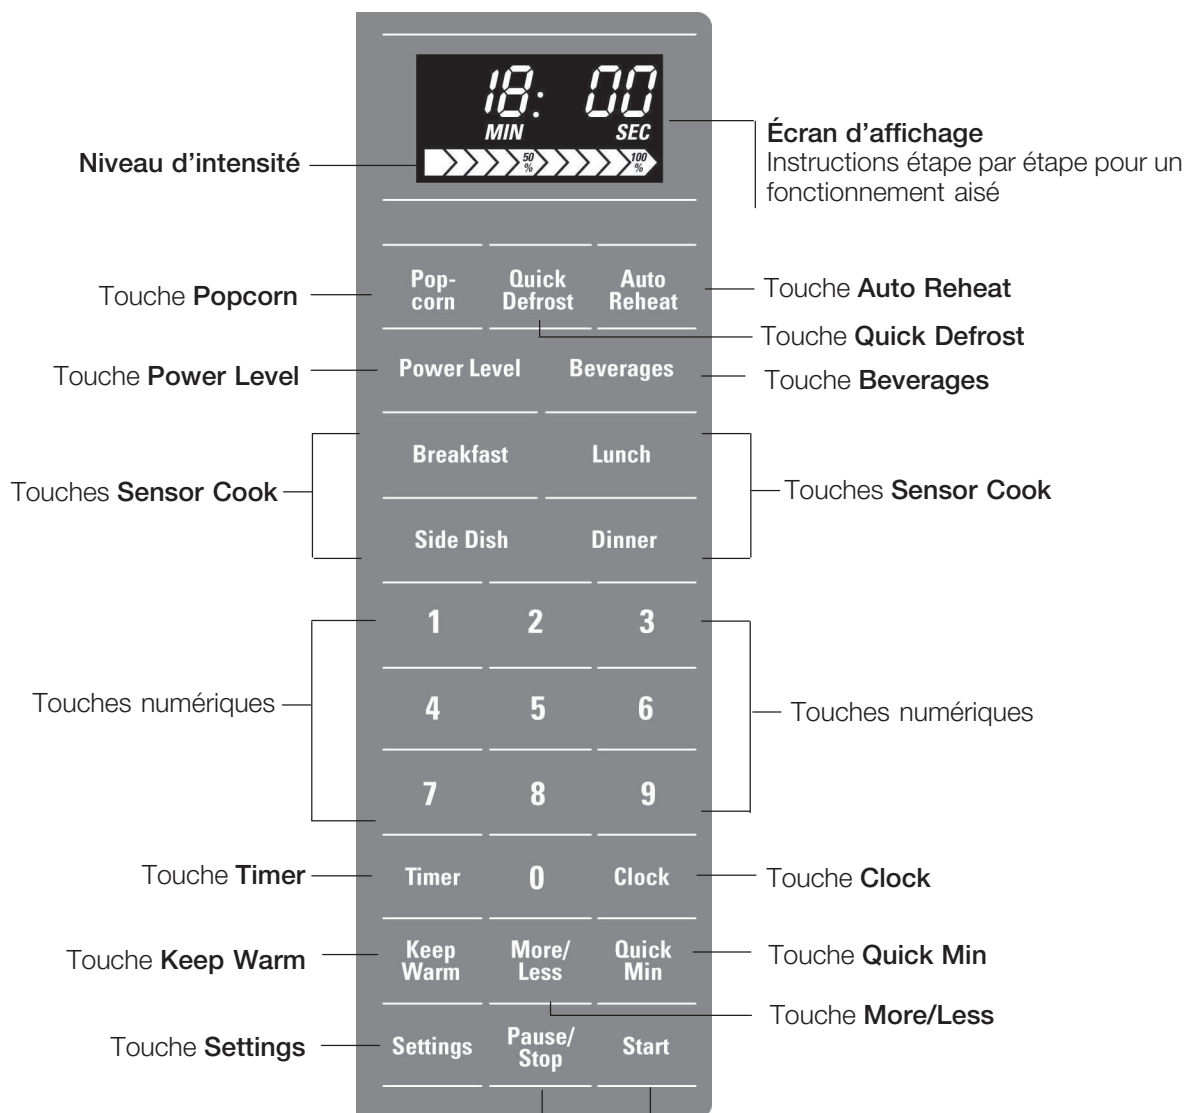 18: 00
MIN SEC
50 % 100 %
Niveau d'intensité
Écran d'affichage
Instructions étape par étape pour un
fonctionnement aisé
Pop-
corn
Quick
Defrost
Auto
Reheat
Touche Popcorn
Touche Auto Reheat
Touche Quick Defrost
Power Level Beverages
Touche Power Level
Touche Beverages
Breakfast Lunch
Touches Sensor Cook
Touches Sensor Cook
Side Dish Dinner
1 2 3
Touches numériques
4 5 6
Touches numériques
7 8 9
Touche Timer
Timer 0 Clock
Touche Clock
Touche Keep Warm
Keep
Warm
More/
Less
Quick
Min
Touche Quick Min
Touche More/Less
Touche Settings
Settings
Pause/
Stop
Start